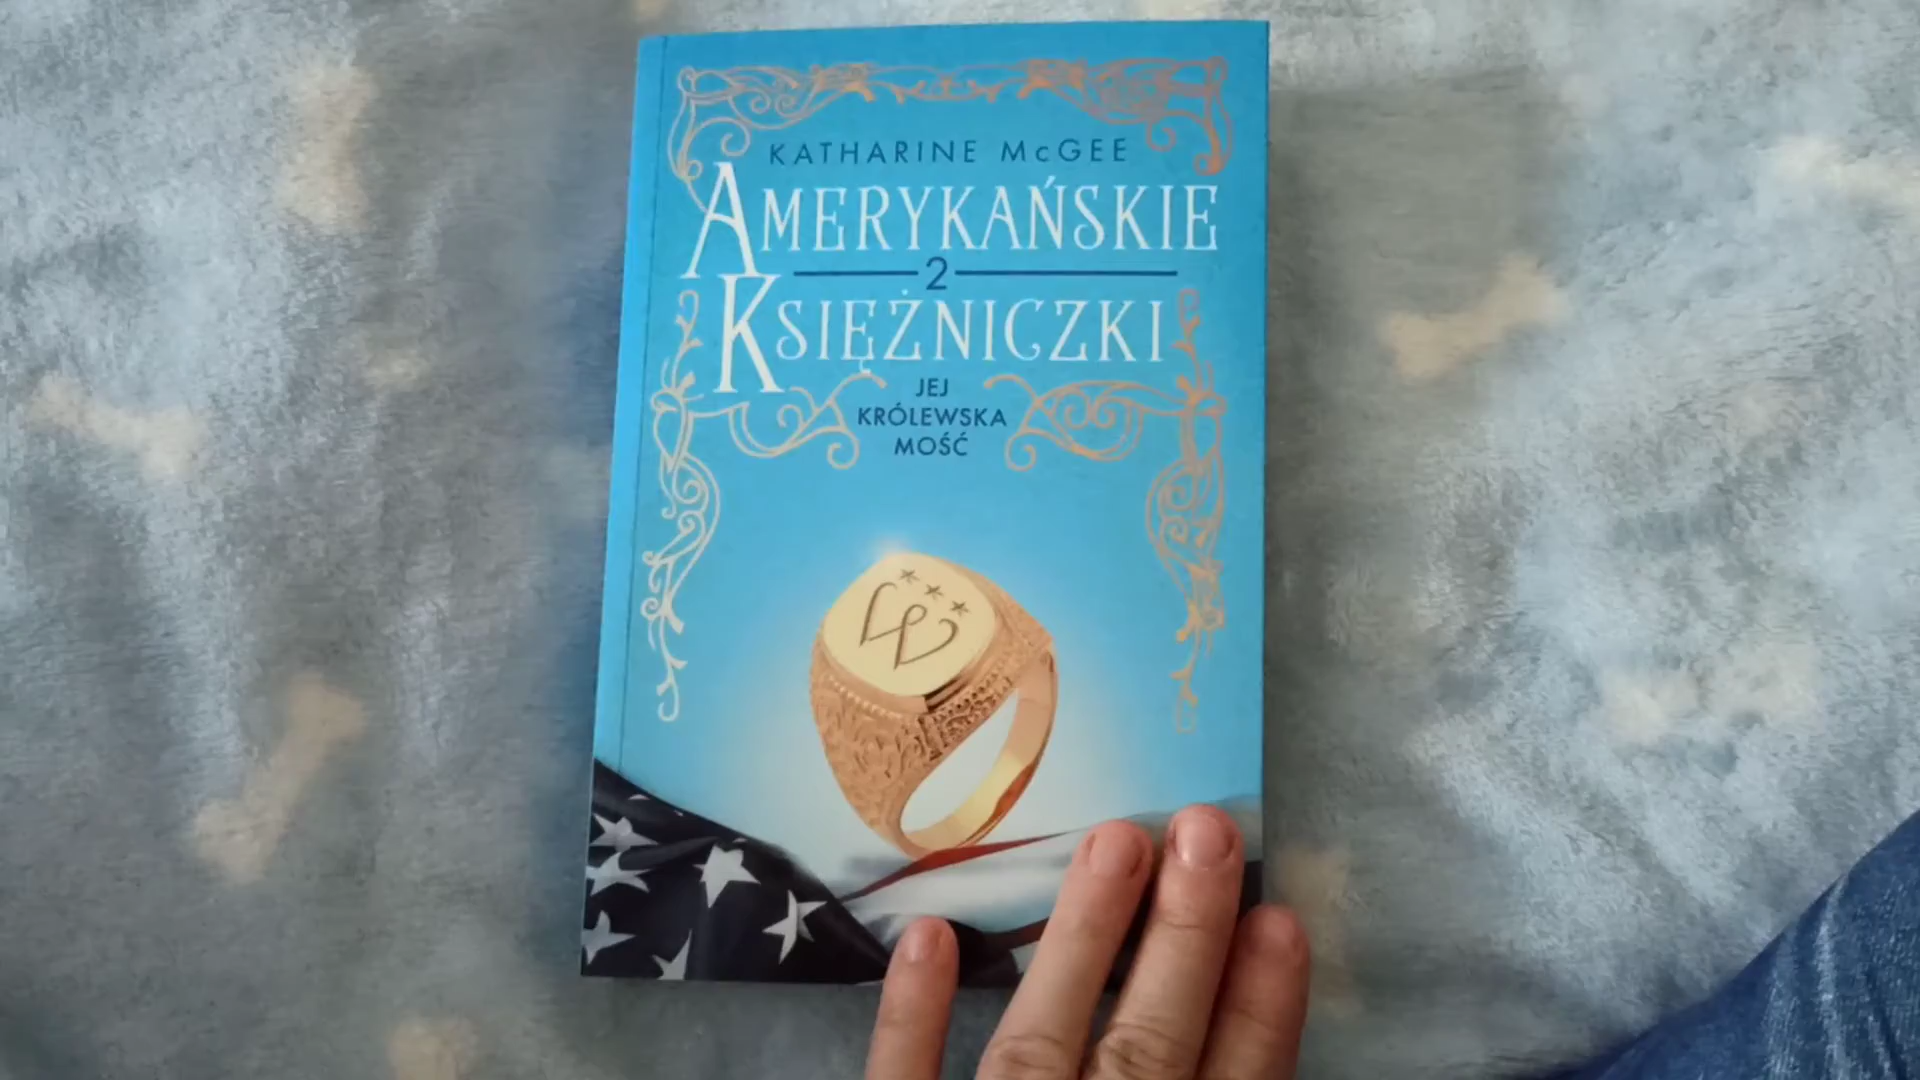 KATHARINE McGEE
AMERYKAŃSKIE
2
KSIĘŻNICZKI
JEJ
KRÓLEWSKA
MOŚĆ